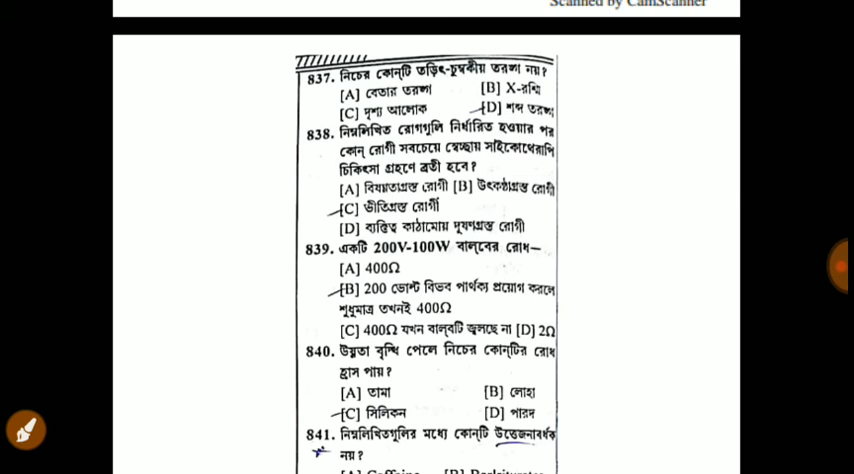 Scanned by CamScanner
837. নিচের কোন্‌টি তড়িৎ-চুম্বকীয় তরঙ্গ নয়?
[A] বেতার তরঙ্গ [B] X-রশ্মি
[C] দৃশ্য আলোক [D] শব্দ তরঙ্গ
838. নিম্নলিখিত রোগগুলি নির্ধারিত হওয়ার পর
কোন্ রোগী সবচেয়ে স্বেচ্ছায় সাইকোথেরাপি
চিকিৎসা গ্রহণে ব্রতী হবে?
[A] বিষণ্নতাগ্রস্ত রোগী [B] উৎকণ্ঠাগ্রস্ত রোগী
[C] ভীতিগ্রস্ত রোগী
[D] ব্যক্তিত্ব কাঠামোয় দূষণগ্রস্ত রোগী
839. একটি 200V-100W বাল্‌বের রোধ—
[A] 400Ω
[B] 200 ভোল্ট বিভব পার্থক্য প্রয়োগ করলে
শুধুমাত্র তখনই 400Ω
[C] 400Ω যখন বাল্‌বটি জ্বলছে না [D] 2Ω
840. উষ্ণতা বৃদ্ধি পেলে নিচের কোন্‌টির রোধ
হ্রাস পায়?
[A] তামা [B] লোহা
[C] সিলিকন [D] পারদ
841. নিম্নলিখিতগুলির মধ্যে কোন্‌টি উত্তেজনাবর্ধক
নয়?